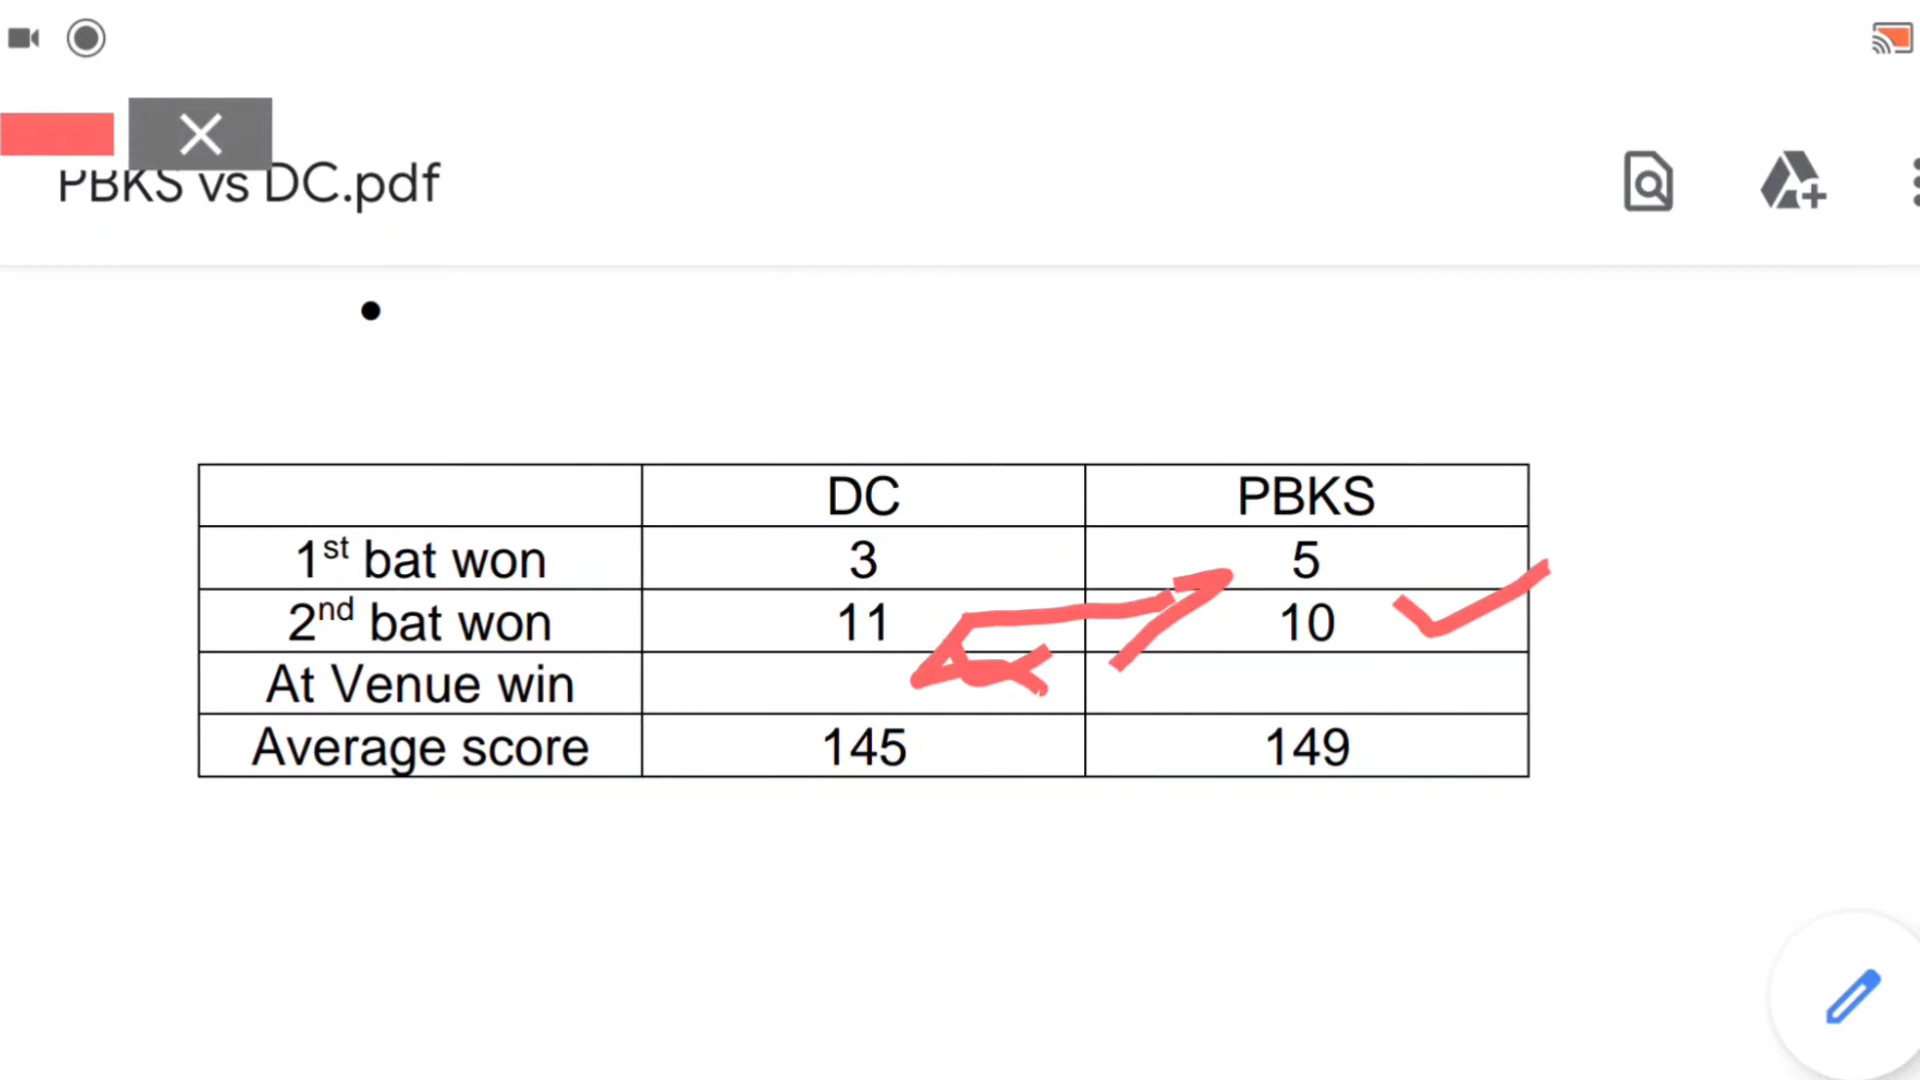 PBKS vs DC.pdf
DC PBKS
1st bat won 3 5
2nd bat won 11 10
At Venue win
Average score 145 149